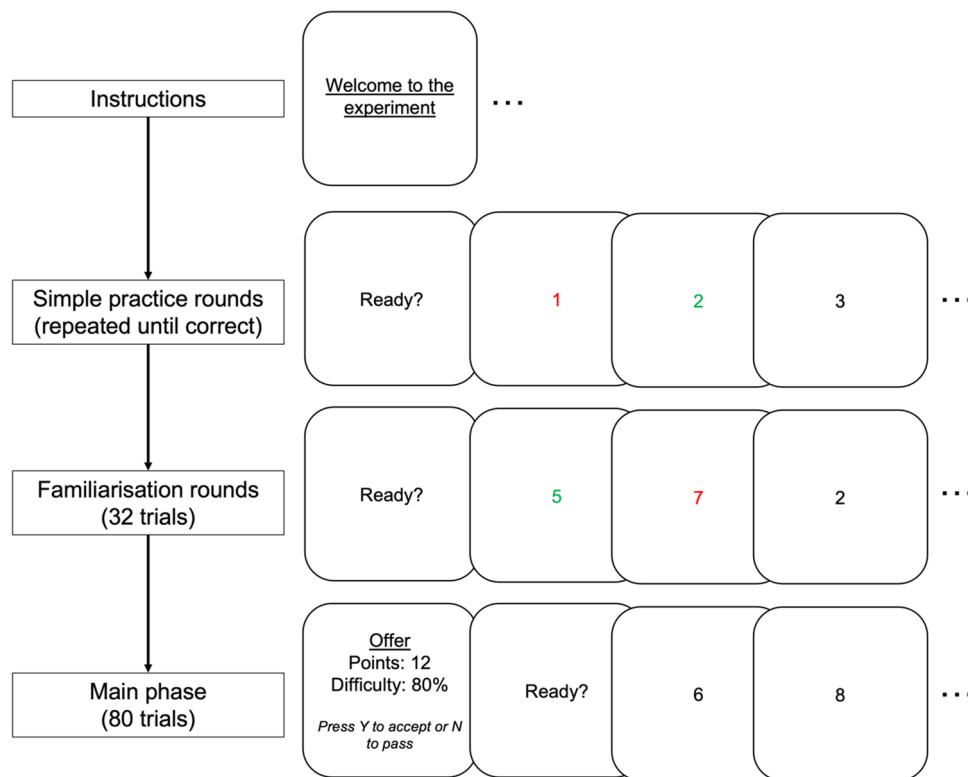 Instructions
Welcome to the
experiment
...
Simple practice rounds
(repeated until correct)
Ready?
1
2
3
...
Familiarisation rounds
(32 trials)
Ready?
5
7
2
...
Main phase
(80 trials)
Offer
Points: 12
Difficulty: 80%
Press Y to accept or N
to pass
Ready?
6
8
...